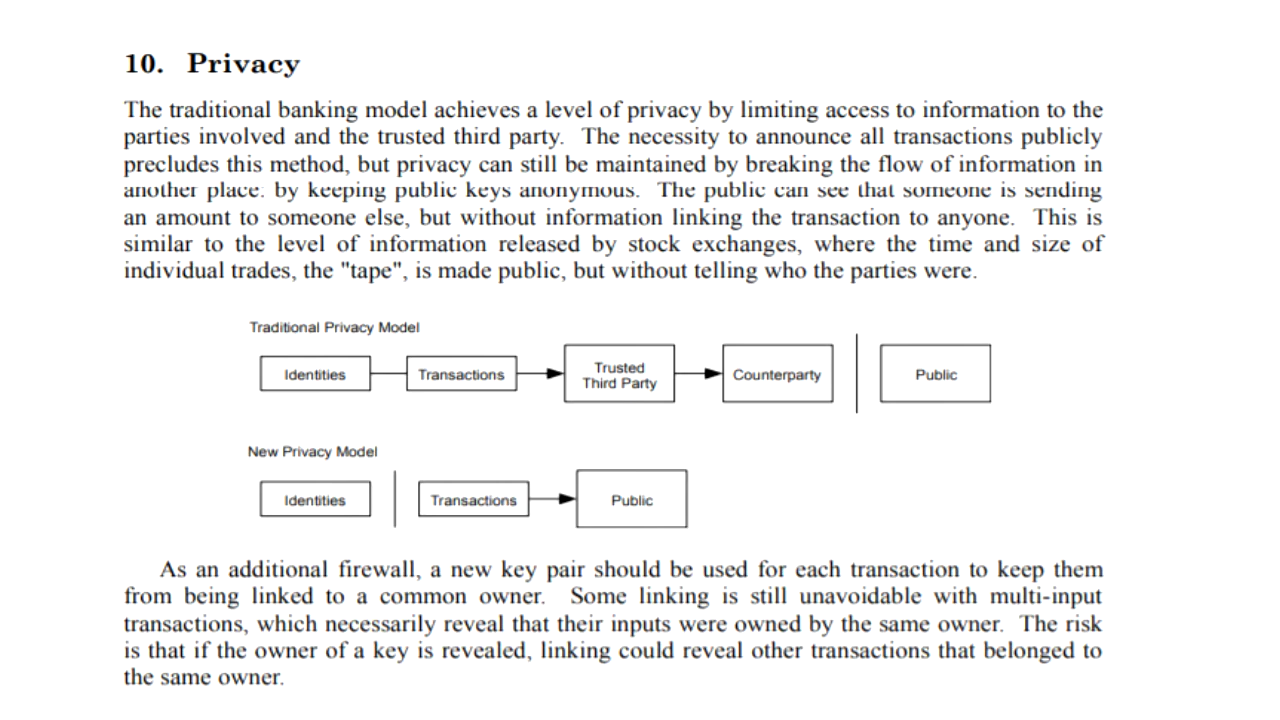 10. Privacy
The traditional banking model achieves a level of privacy by limiting access to information to the
parties involved and the trusted third party. The necessity to announce all transactions publicly
precludes this method, but privacy can still be maintained by breaking the flow of information in
another place: by keeping public keys anonymous. The public can see that someone is sending
an amount to someone else, but without information linking the transaction to anyone. This is
similar to the level of information released by stock exchanges, where the time and size of
individual trades, the "tape", is made public, but without telling who the parties were.
Traditional Privacy Model
Identities
Transactions
Trusted
Third Party
Counterparty
Public
New Privacy Model
Identities
Transactions
Public
As an additional firewall, a new key pair should be used for each transaction to keep them
from being linked to a common owner. Some linking is still unavoidable with multi-input
transactions, which necessarily reveal that their inputs were owned by the same owner. The risk
is that if the owner of a key is revealed, linking could reveal other transactions that belonged to
the same owner.